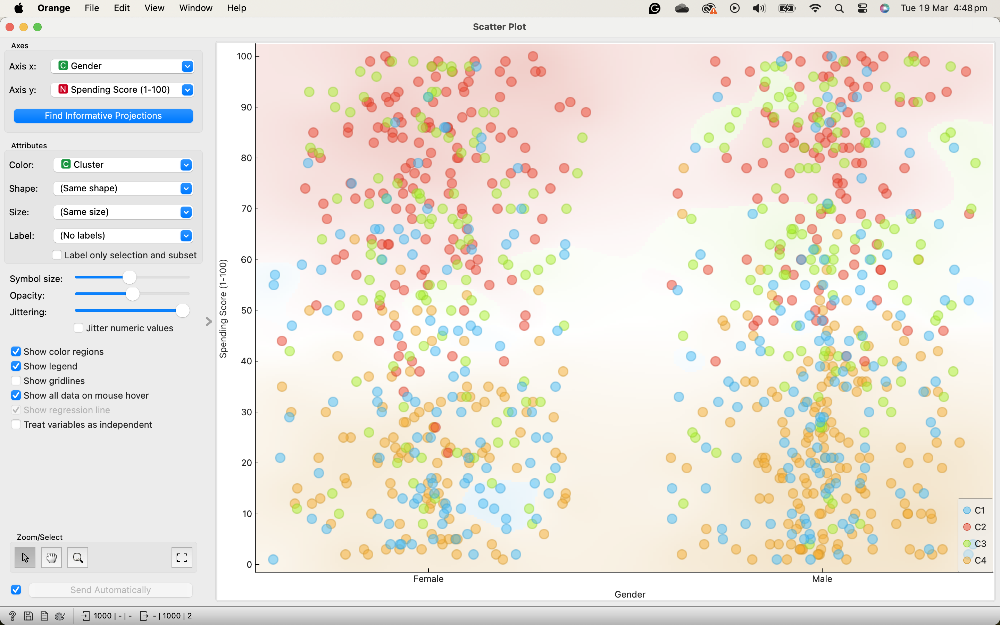 Orange File Edit View Window Help Tue 19 Mar 4:48 pm
Scatter Plot
Axes
Axis x: C Gender
Axis y: N Spending Score (1-100)
Find Informative Projections
Attributes
Color: C Cluster
Shape: (Same shape)
Size: (Same size)
Label: (No labels)
Label only selection and subset
Symbol size:
Opacity:
Jittering:
Jitter numeric values
Show color regions
Show legend
Show gridlines
Show all data on mouse hover
Show regression line
Treat variables as independent
Zoom/Select
Send Automatically
? 1000 | - | - - | 1000 | 2
Spending Score (1-100)
100
90
80
70
60
50
40
30
20
10
0
Female Male
Gender
C1
C2
C3
C4